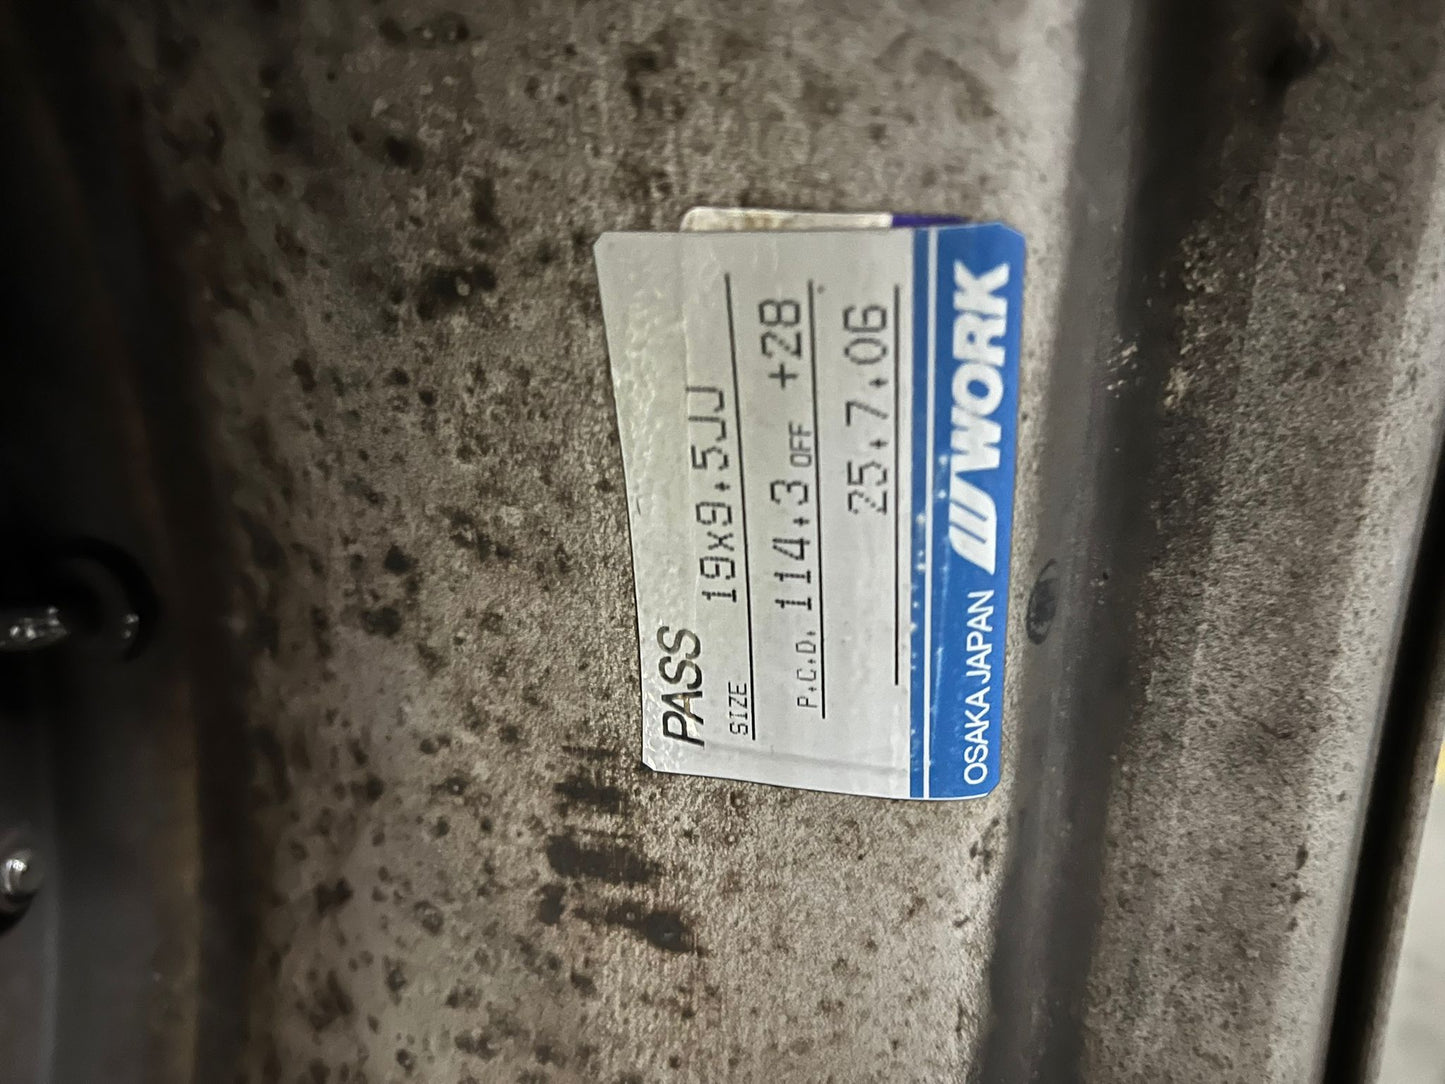 PASS
SIZE 19x9.5JJ
P.C.D. 114.3 OFF +28
25.7.06
OSAKA JAPAN WORK